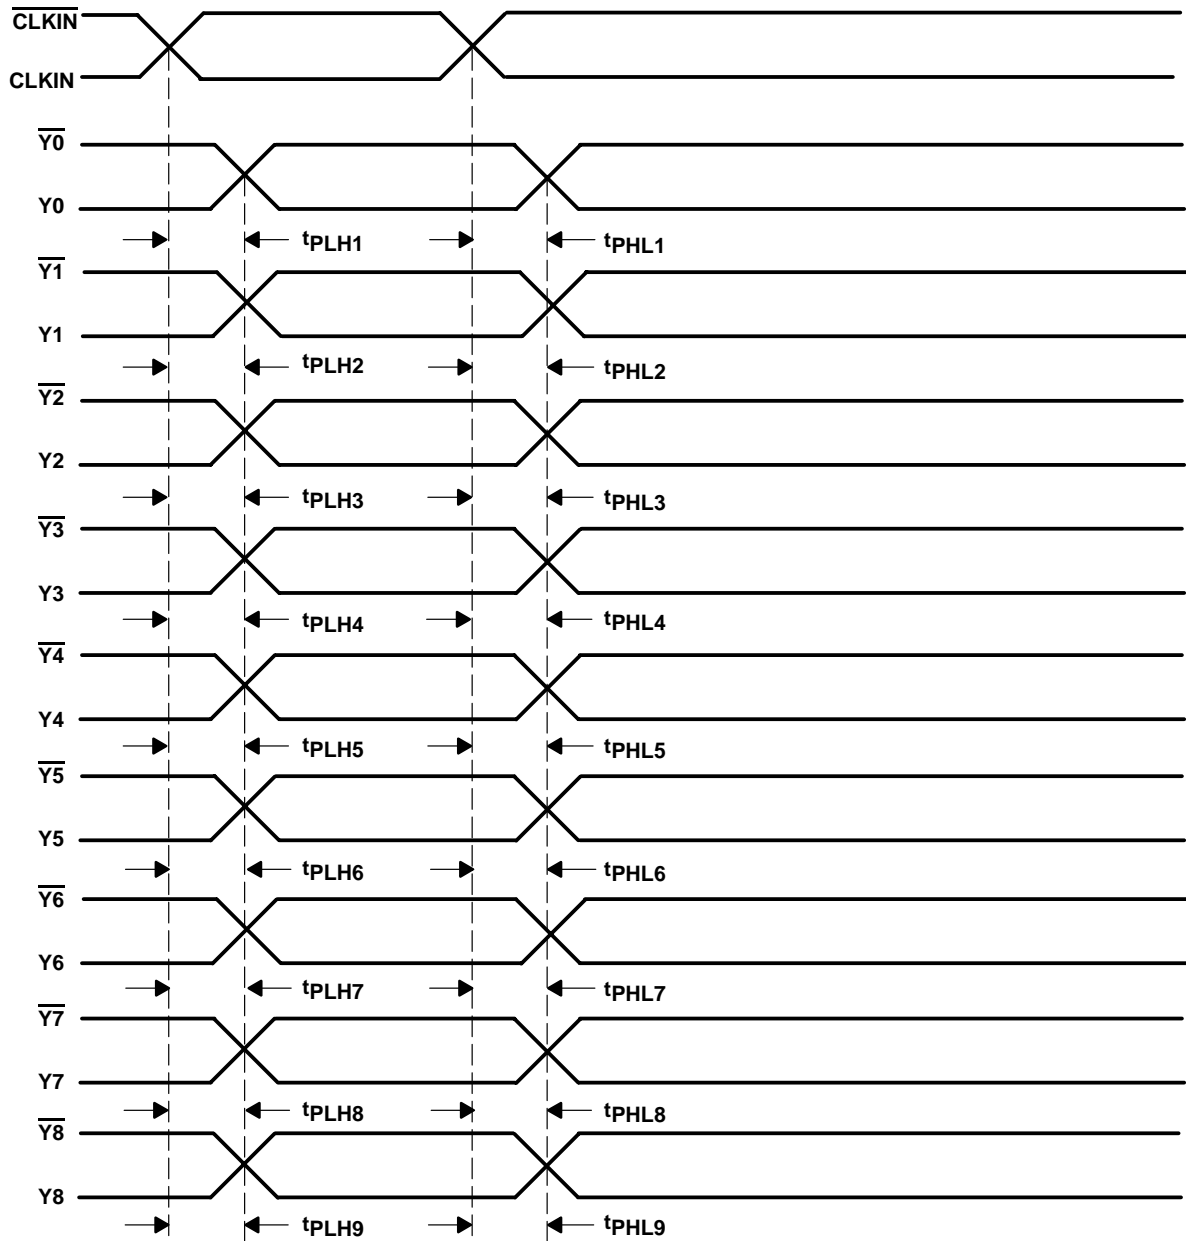 CLKIN
CLKIN
Y0
Y0
tPLH1 tPHL1
Y1
Y1
tPLH2 tPHL2
Y2
Y2
tPLH3 tPHL3
Y3
Y3
tPLH4 tPHL4
Y4
Y4
tPLH5 tPHL5
Y5
Y5
tPLH6 tPHL6
Y6
Y6
tPLH7 tPHL7
Y7
Y7
tPLH8 tPHL8
Y8
Y8
tPLH9 tPHL9